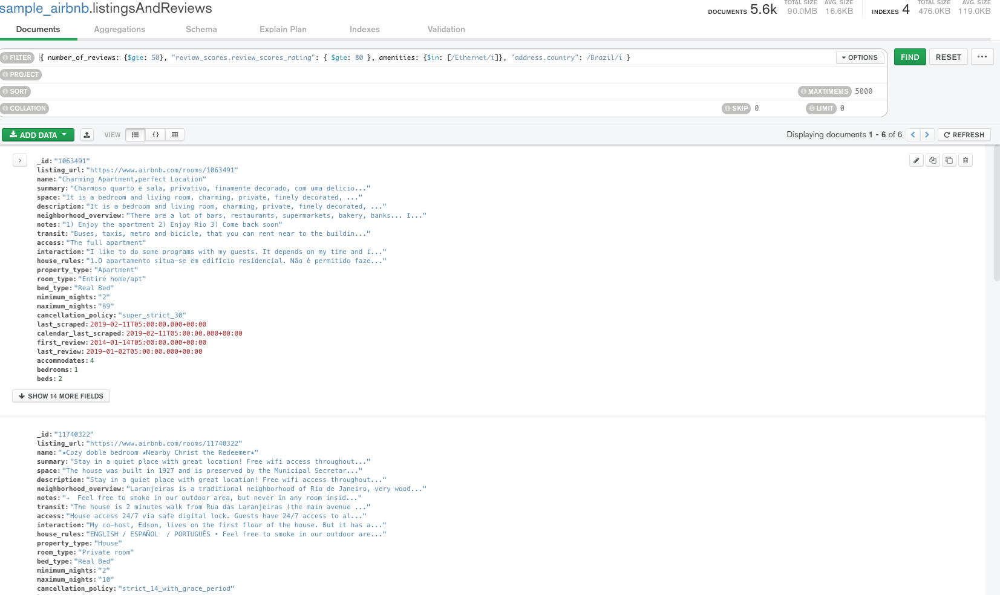 sample_airbnb.listingsAndReviews
DOCUMENTS 5.6k TOTAL SIZE 90.0MB AVG. SIZE 16.6KB INDEXES 4 TOTAL SIZE 476.0KB AVG. SIZE 119.0KB
Documents Aggregations Schema Explain Plan Indexes Validation
FILTER { number_of_reviews: {$gte: 50}, "review_scores.review_scores_rating": { $gte: 80 }, amenities: {$in: [/Ethernet/i]}, "address.country": /Brazil/i } OPTIONS FIND RESET ...
PROJECT
SORT MAXTIMEMS 5000
COLLATION SKIP 0 LIMIT 0
ADD DATA VIEW {} Displaying documents 1 - 6 of 6 < > REFRESH
_id: "1063491"
listing_url: "https://www.airbnb.com/rooms/1063491"
name: "Charming Apartment,perfect Location"
summary: "Charmoso quarto e sala, privativo, finamente decorado, com uma delicio..."
space: "It is a bedroom and living room, charming, private, finely decorated, ..."
description: "It is a bedroom and living room, charming, private, finely decorated, ..."
neighborhood_overview: "There are a lot of bars, restaurants, supermarkets, bakery, banks... I..."
notes: "1) Enjoy the apartment 2) Enjoy Rio 3) Come back soon"
transit: "Buses, taxis, metro and bicicle, that you can rent near to the buildin..."
access: "The full apartment"
interaction: "I like to do some programs with my guests. It depends on my time and i..."
house_rules: "1.O apartamento situa-se em edifício residencial. Não é permitido faze..."
property_type: "Apartment"
room_type: "Entire home/apt"
bed_type: "Real Bed"
minimum_nights: "2"
maximum_nights: "89"
cancellation_policy: "super_strict_30"
last_scraped: 2019-02-11T05:00:00.000+00:00
calendar_last_scraped: 2019-02-11T05:00:00.000+00:00
first_review: 2014-01-14T05:00:00.000+00:00
last_review: 2019-01-02T05:00:00.000+00:00
accommodates: 4
bedrooms: 1
beds: 2
SHOW 14 MORE FIELDS
_id: "11740322"
listing_url: "https://www.airbnb.com/rooms/11740322"
name: "★Cozy doble bedroom ★Nearby Christ the Redeemer★"
summary: "Stay in a quiet place with great location! Free wifi access throughout..."
space: "The house was built in 1927 and is preserved by the Municipal Secretar..."
description: "Stay in a quiet place with great location! Free wifi access throughout..."
neighborhood_overview: "Laranjeiras is a traditional neighborhood of Rio de Janeiro, very wood..."
notes: "Feel free to smoke in our outdoor area, but never in any room insid..."
transit: "The house is 2 minutes walk from Rua das Laranjeiras (the main avenue ..."
access: "House access 24/7 via safe digital lock. Guests have 24/7 access to al..."
interaction: "My co-host, Edson, lives on the first floor of the house. But it has a..."
house_rules: "ENGLISH / ESPAÑOL / PORTUGUÊS • Feel free to smoke in our outdoor are..."
property_type: "House"
room_type: "Private room"
bed_type: "Real Bed"
minimum_nights: "2"
maximum_nights: "10"
cancellation_policy: "strict_14_with_grace_period"